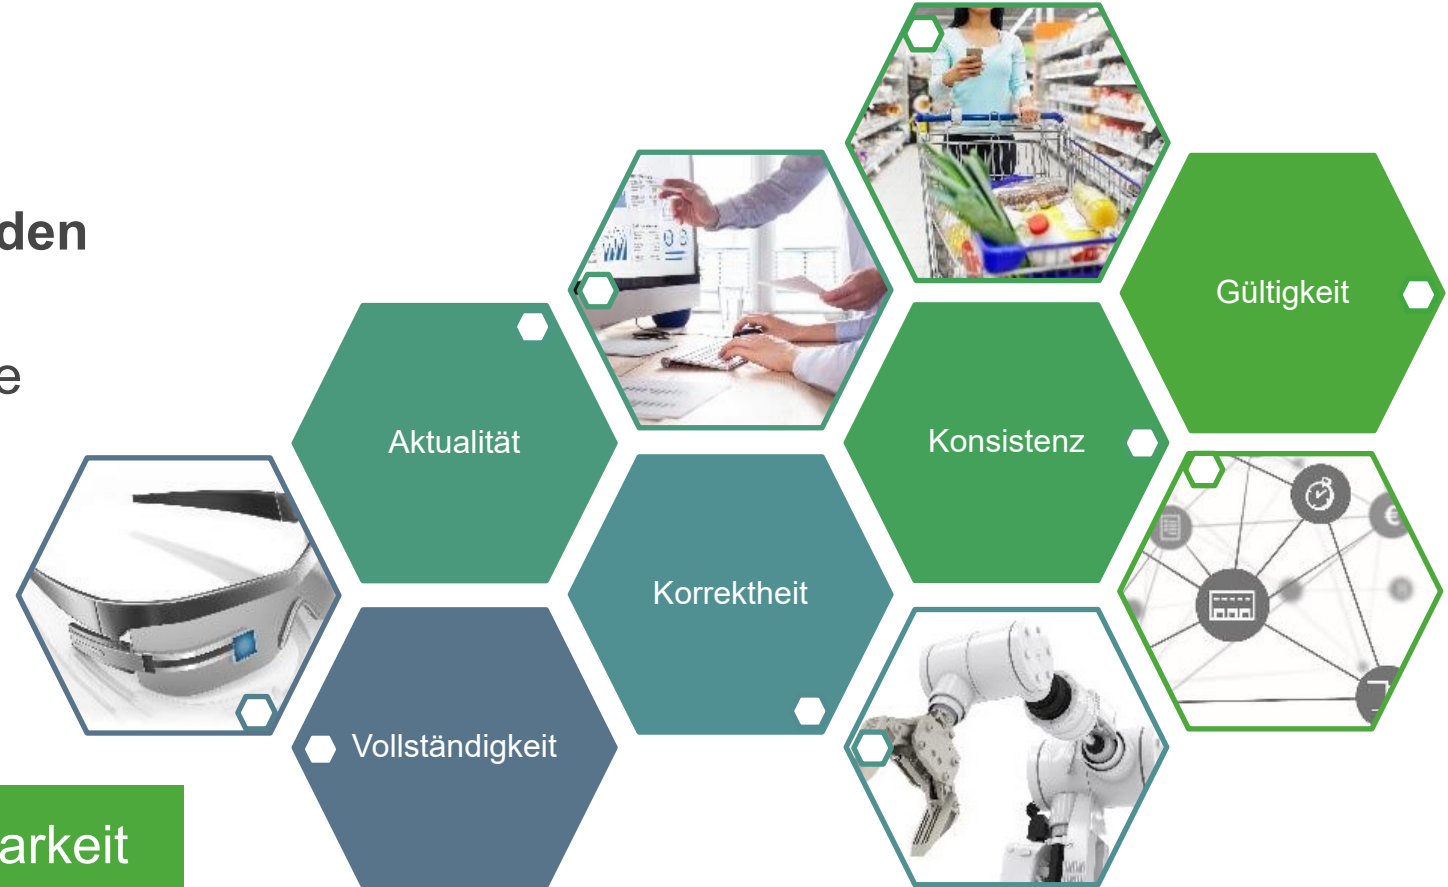 den
e
Gültigkeit
Aktualität
Konsistenz
Korrektheit
Vollständigkeit
arkeit